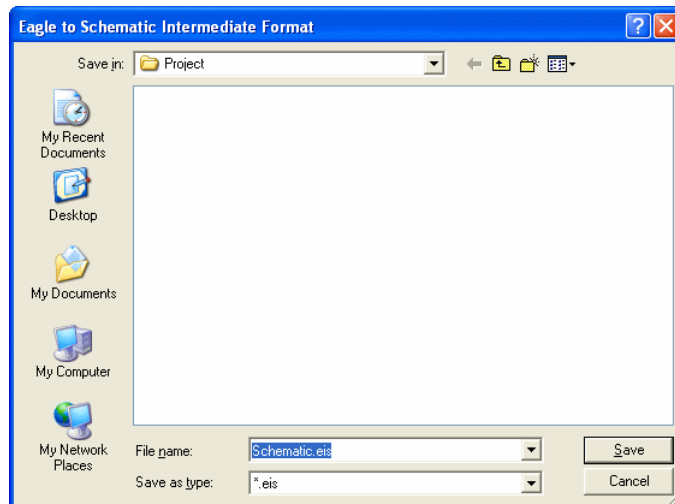 Eagle to Schematic Intermediate Format
Save in:
Project
My Recent
Documents
Desktop
My Documents
My Computer
My Network
Places
File name:
Schematic.eis
Save
Save as type:
*.eis
Cancel